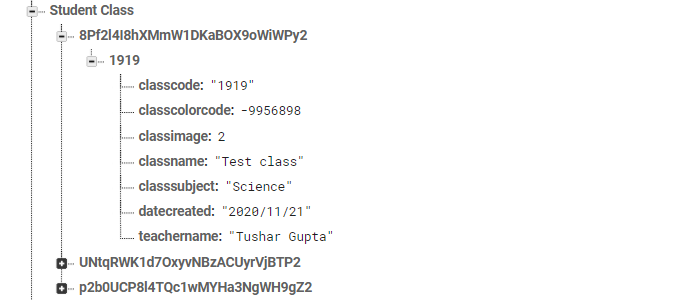 Student Class
8Pf2l4I8hXMmW1DKaBOX9oWiWPy2
1919
classcode: "1919"
classcolorcode: -9956898
classimage: 2
classname: "Test class"
classsubject: "Science"
datecreated: "2020/11/21"
teachername: "Tushar Gupta"
UNtqRWK1d7OxyvNBzACUyrVjBTP2
p2b0UCP8l4TQc1wMYHa3NgWH9gZ2